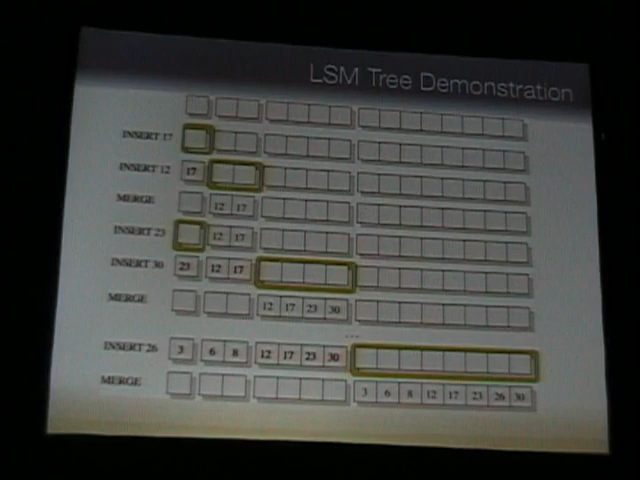 LSM Tree Demonstration
INSERT 17
INSERT 12 17
MERGE 12 17
INSERT 23 12 17
INSERT 30 23 12 17
MERGE 12 17 23 30
...
INSERT 26 3 6 8 12 17 23 30
MERGE 3 6 8 12 17 23 26 30